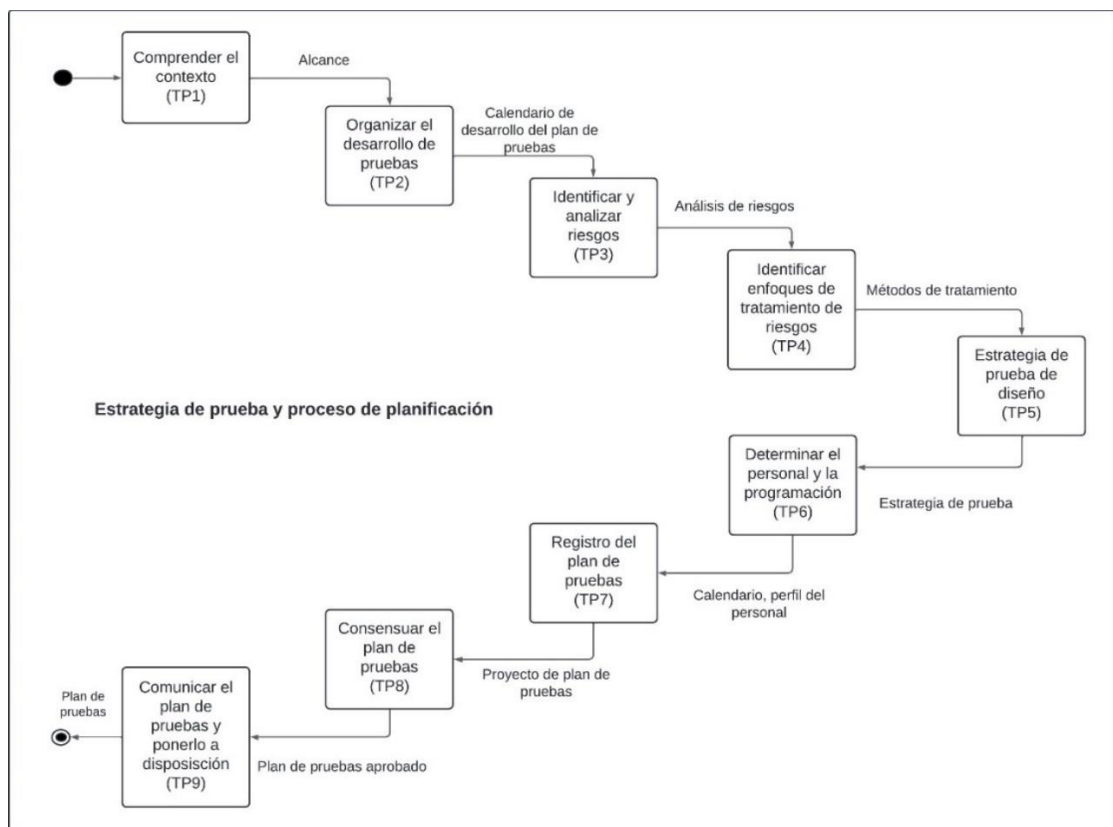 Comprender el
contexto
(TP1)
Alcance
Organizar el
desarrollo de
pruebas
(TP2)
Calendario de
desarrollo del plan de
pruebas
Identificar y
analizar
riesgos
(TP3)
Análisis de riesgos
Identificar
enfoques de
tratamiento de
riesgos
(TP4)
Métodos de tratamiento
Estrategia de
prueba de
diseño
(TP5)
Estrategia de prueba y proceso de planificación
Estrategia de prueba
Determinar el
personal y la
programación
(TP6)
Calendario, perfil del
personal
Registro del
plan de
pruebas
(TP7)
Proyecto de plan de
pruebas
Consensuar el
plan de
pruebas
(TP8)
Plan de pruebas aprobado
Comunicar el
plan de
pruebas y
ponerlo a
disposisción
(TP9)
Plan de
pruebas